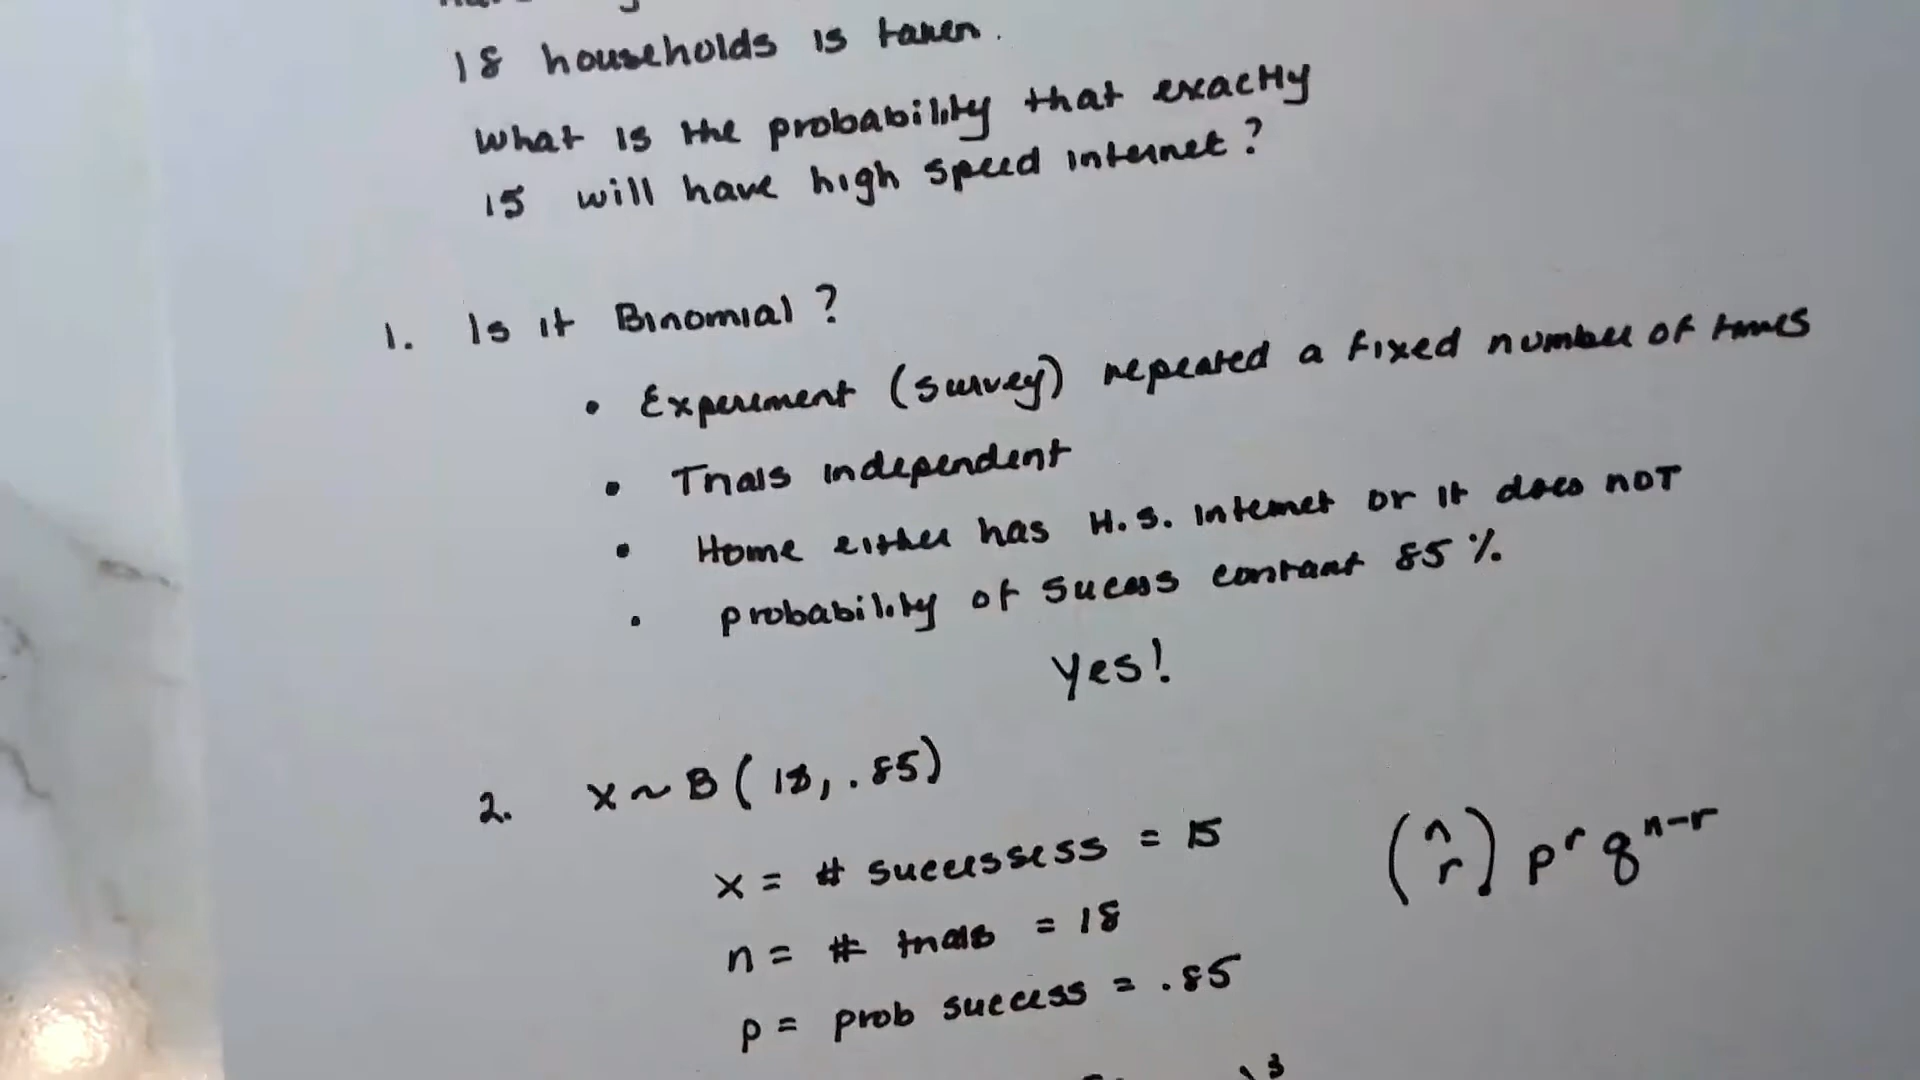 18 households is taken.
What is the probability that exactly
15 will have high speed internet?
1. Is it Binomial?
• Experement (survey) repeated a fixed number of times
• Trials independent
• Home either has H.S. Internet or it does NOT
• probability of Sucess constant 85%
Yes!
2. X ~ B (18, .85)
x = # successess = 15
(n r) p^r q^n-r
n = # trials = 18
p = prob success = .85
3